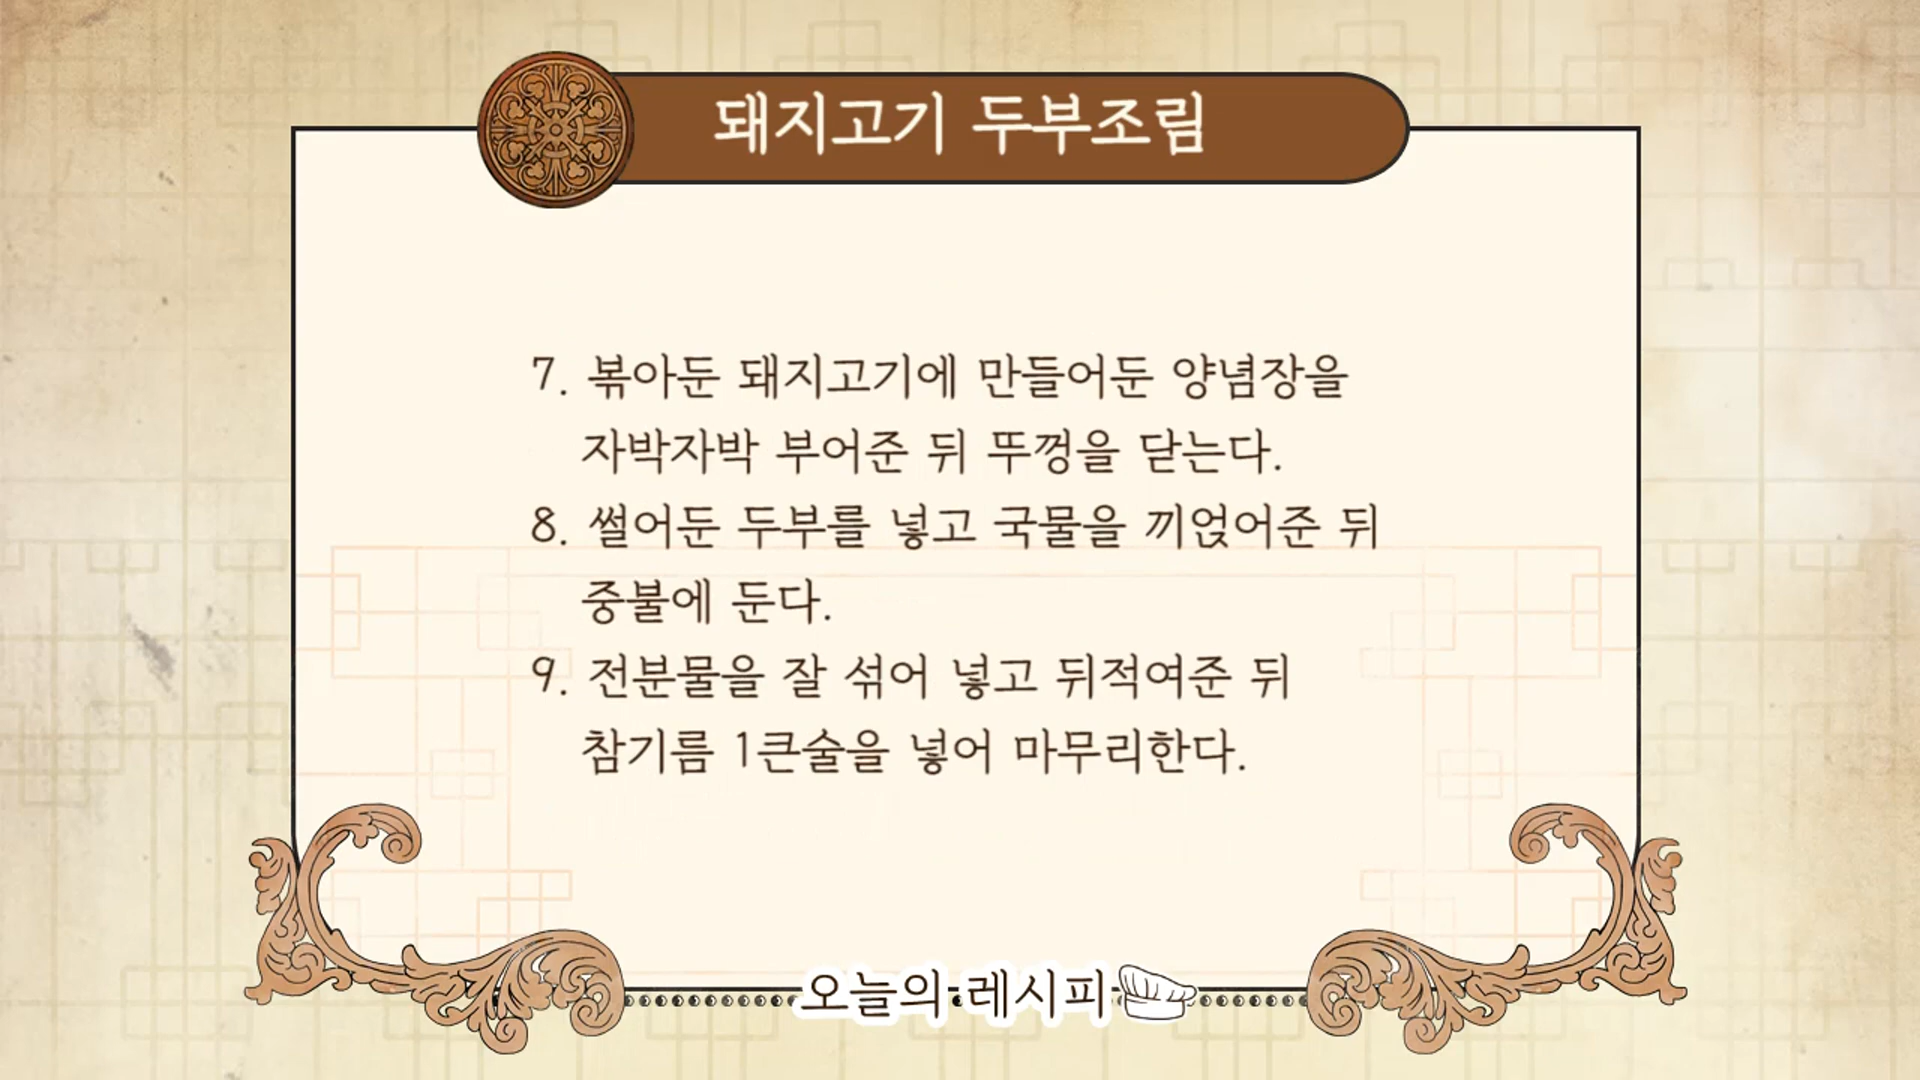 돼지고기 두부조림
7. 볶아둔 돼지고기에 만들어둔 양념장을
자박자박 부어준 뒤 뚜껑을 닫는다.
8. 썰어둔 두부를 넣고 국물을 끼얹어준 뒤
중불에 둔다.
9. 전분물을 잘 섞어 넣고 뒤적여준 뒤
참기름 1큰술을 넣어 마무리한다.
오늘의 레시피